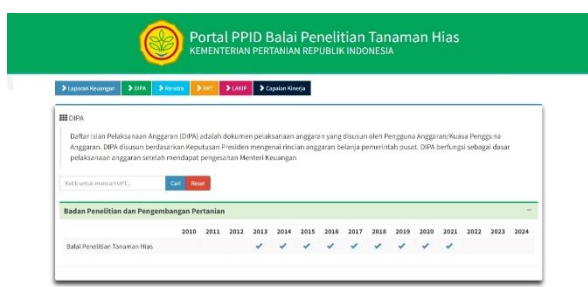 Portal PPID Balai Penelitian Tanaman Hias
KEMENTERIAN PERTANIAN REPUBLIK INDONESIA
Laporan Keuangan DIPA Renstra RKT LAKIP Capaian Kinerja
DIPA
Daftar Isian Pelaksanaan Anggaran (DIPA) adalah dokumen pelaksanaan anggaran yang disusun oleh Pengguna Anggaran/Kuasa Pengguna
Anggaran. DIPA disusun berdasarkan Keputusan Presiden mengenai rincian anggaran belanja pemerintah pusat. DIPA berfungsi sebagai dasar
pelaksanaan anggaran setelah mendapat pengesahan Menteri Keuangan
Ketik untuk mencari UPT... Cari Reset
Badan Penelitian dan Pengembangan Pertanian
2010 2011 2012 2013 2014 2015 2016 2017 2018 2019 2020 2021 2022 2023 2024
Balai Penelitian Tanaman Hias